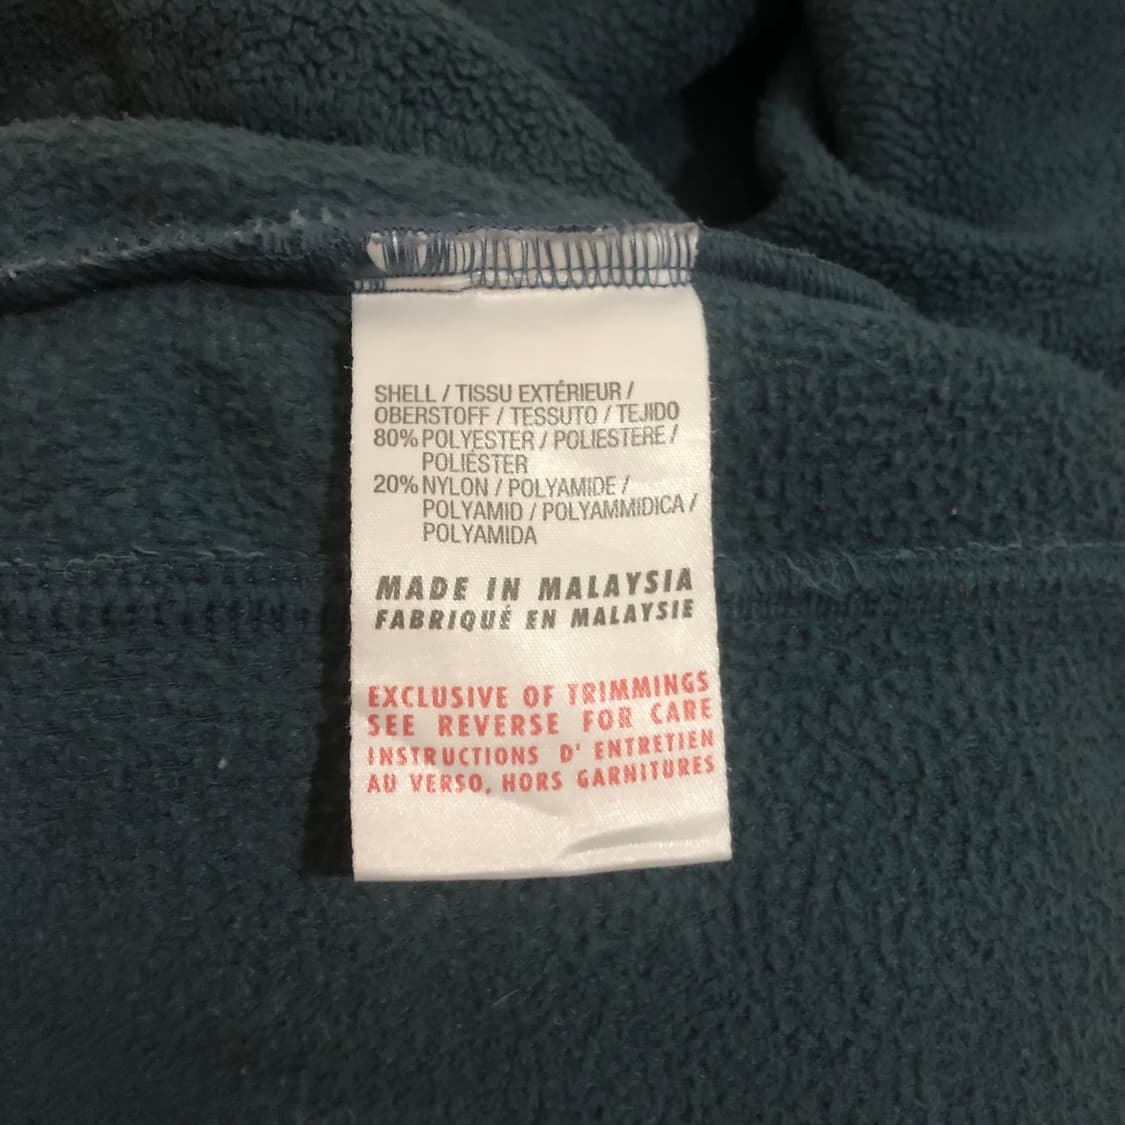 SHELL / TISSU EXTÉRIEUR /
OBERSTOFF / TESSUTO / TEJIDO
80% POLYESTER / POLIESTERE /
POLIÉSTER
20% NYLON / POLYAMIDE /
POLYAMID / POLYAMMIDICA /
POLYAMIDA
MADE IN MALAYSIA
FABRIQUÉ EN MALAYSIE
EXCLUSIVE OF TRIMMINGS
SEE REVERSE FOR CARE
INSTRUCTIONS D' ENTRETIEN
AU VERSO, HORS GARNITURES